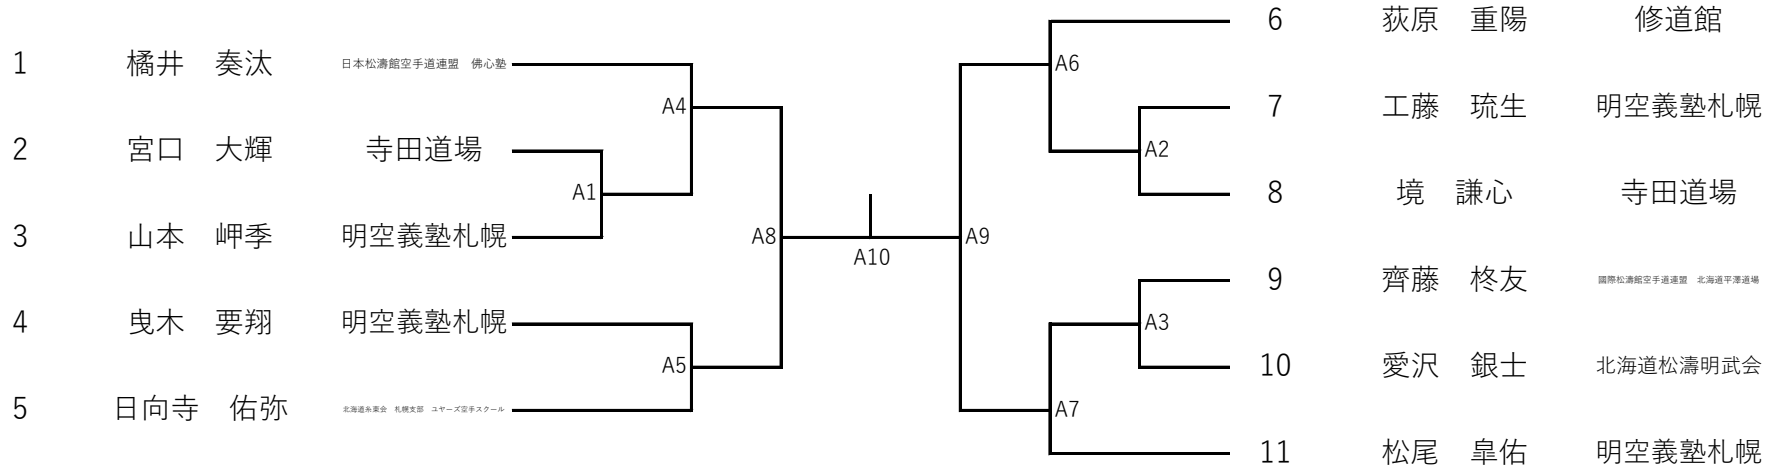 1 橘井 奏汰 日本松濤館空手道連盟 佛心塾
2 宮口 大輝 寺田道場
3 山本 岬季 明空義塾札幌
4 曳木 要翔 明空義塾札幌
5 日向寺 佑弥 北海道糸東会 札幌支部 ユヤーズ空手スクール
A4
A1
A5
A8
A10
A9
A6
A2
A3
A7
6 荻原 重陽 修道館
7 工藤 琉生 明空義塾札幌
8 境 謙心 寺田道場
9 齊藤 柊友 國際松濤館空手道連盟 北海道平澤道場
10 愛沢 銀士 北海道松濤明武会
11 松尾 皐佑 明空義塾札幌